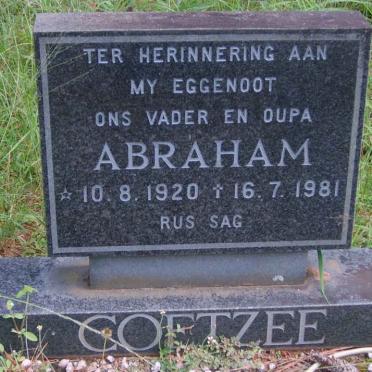 TER HERINNERING AAN
MY EGGENOOT
ONS VADER EN OUPA
ABRAHAM
☆ 10.8.1920 † 16.7.1981
RUS SAG
COETZEE